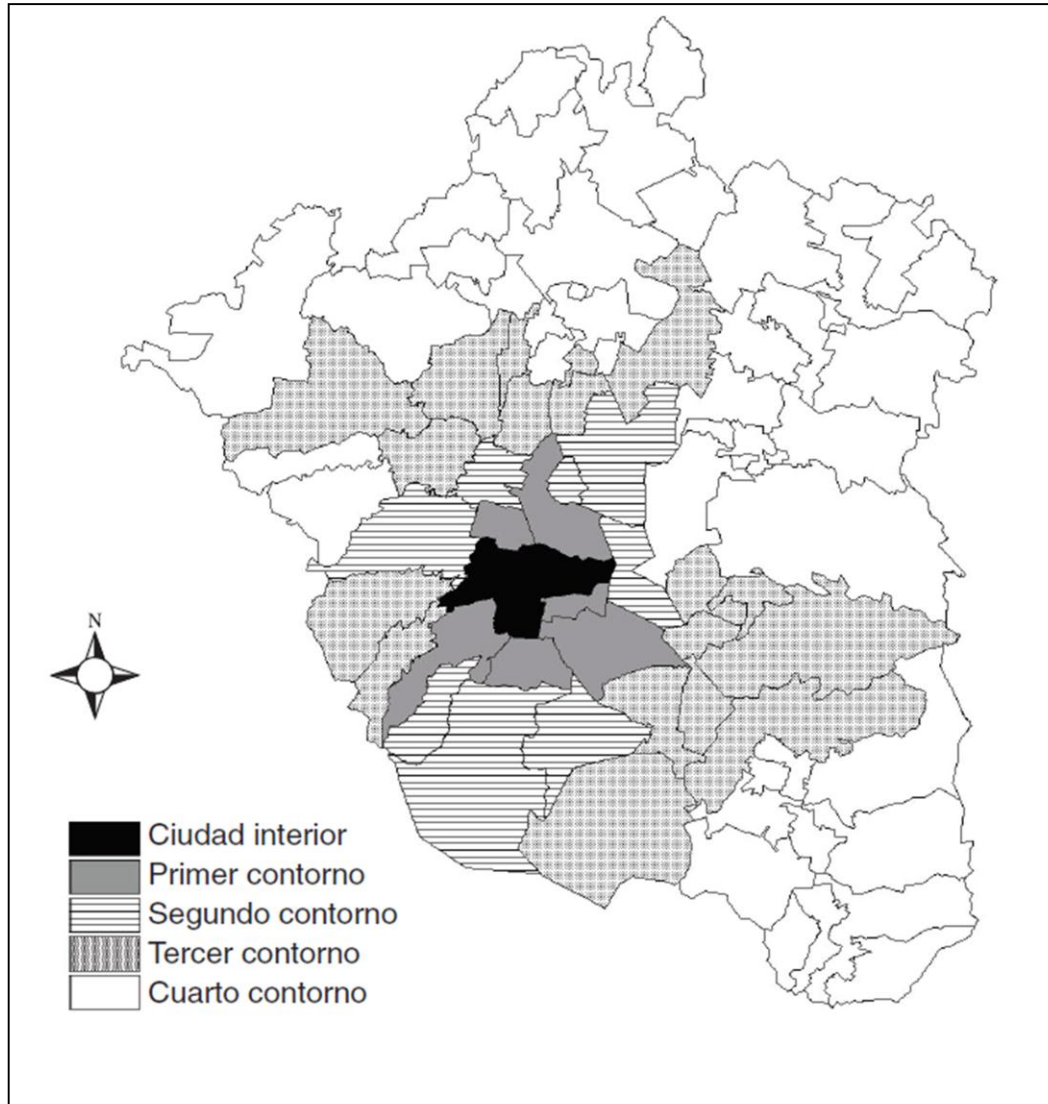 N
Ciudad interior
Primer contorno
Segundo contorno
Tercer contorno
Cuarto contorno